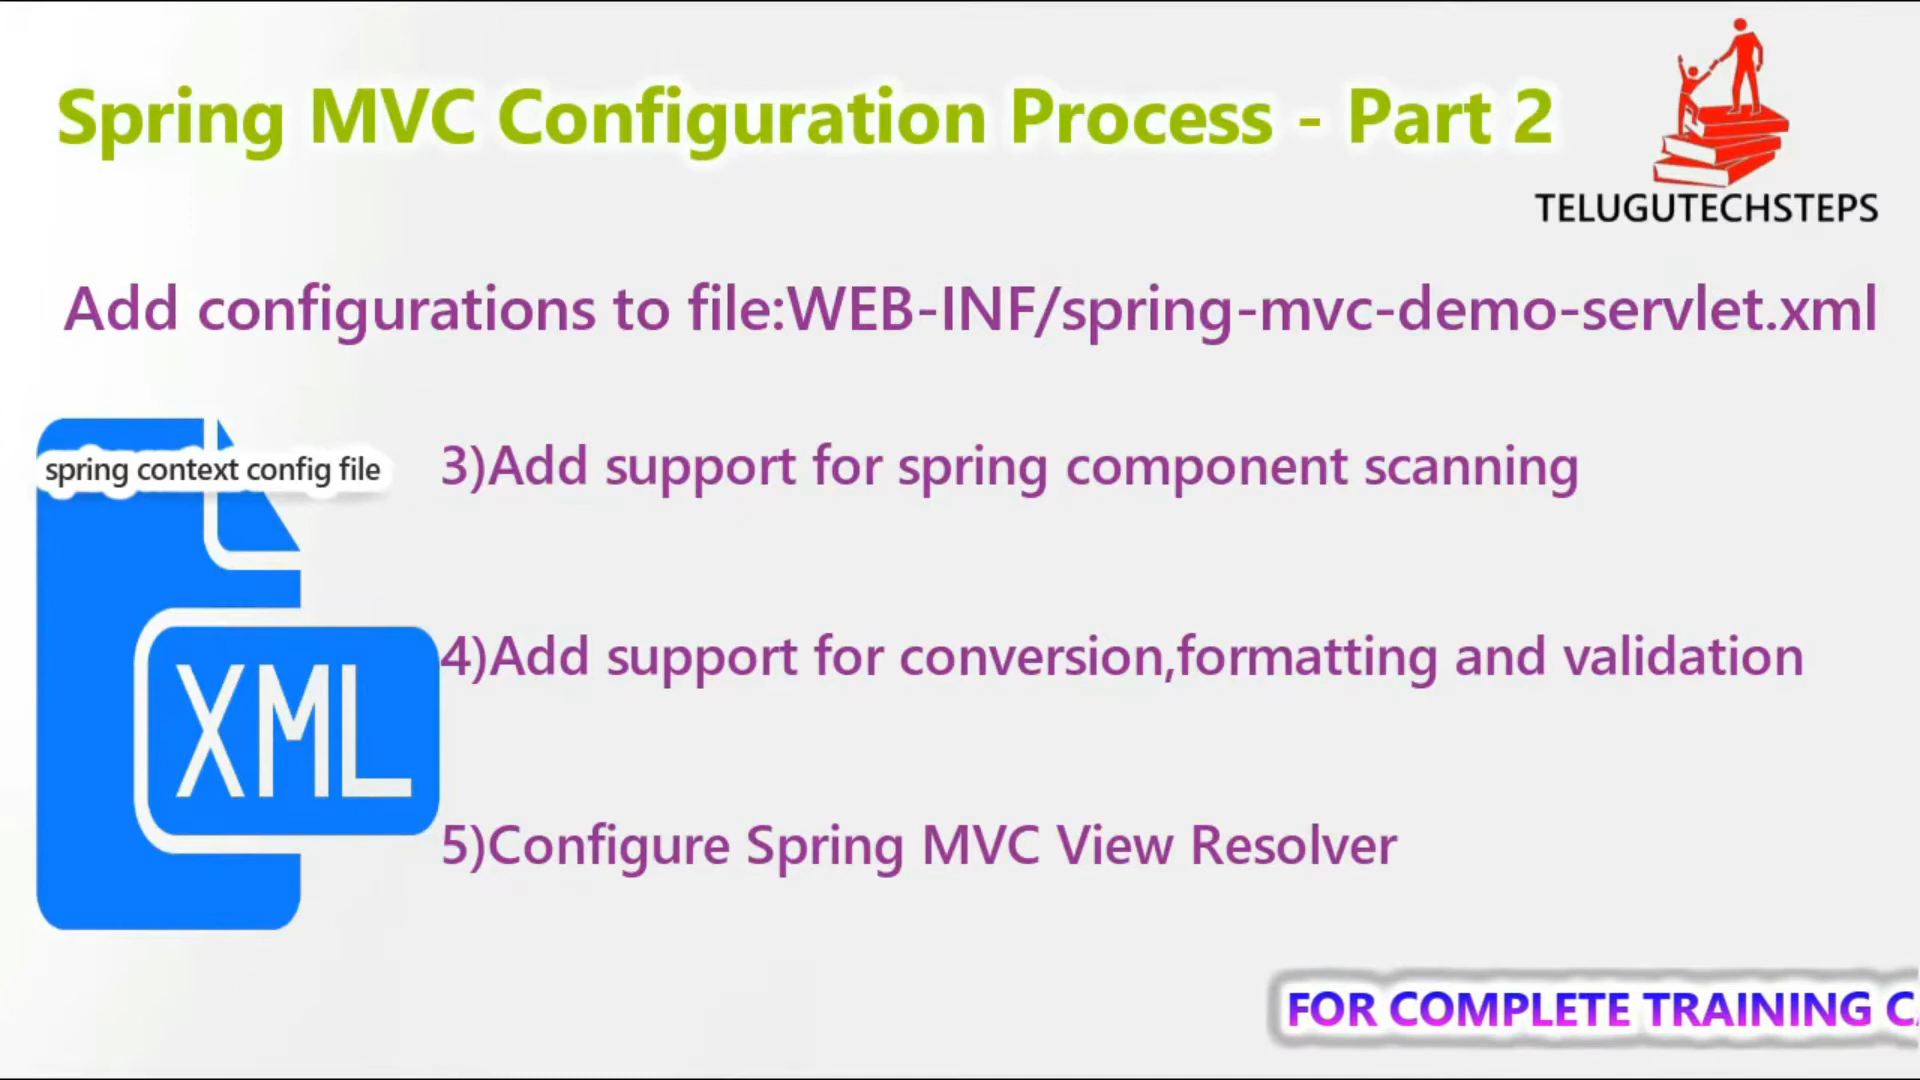 Spring MVC Configuration Process - Part 2
TELUGUTECHSTEPS
Add configurations to file:WEB-INF/spring-mvc-demo-servlet.xml
spring context config file
3)Add support for spring component scanning
4)Add support for conversion,formatting and validation
XML
5)Configure Spring MVC View Resolver
FOR COMPLETE TRAINING